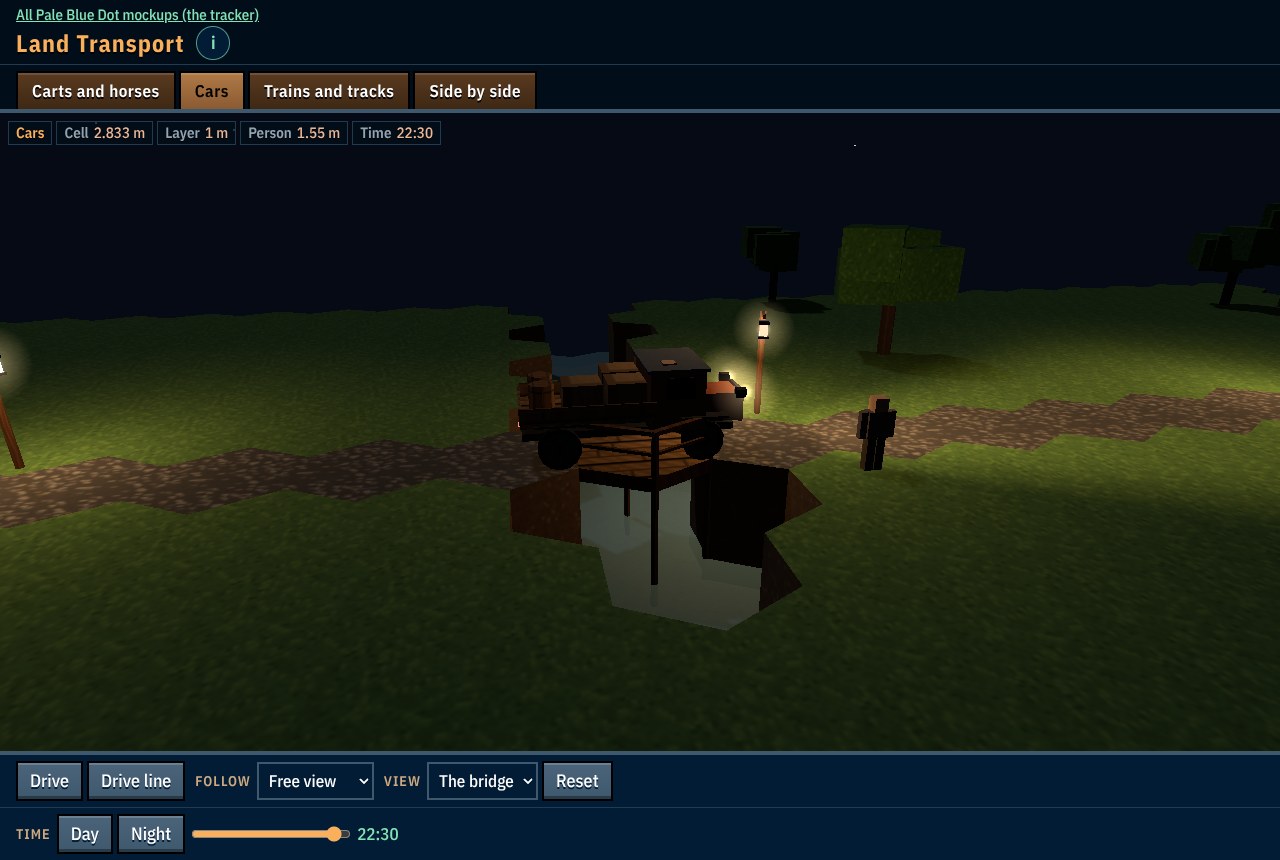 All Pale Blue Dot mockups (the tracker)
Land Transport i
Carts and horses Cars Trains and tracks Side by side
Cars Cell 2.833 m Layer 1 m Person 1.55 m Time 22:30
Drive Drive line FOLLOW Free view VIEW The bridge Reset
TIME Day Night 22:30